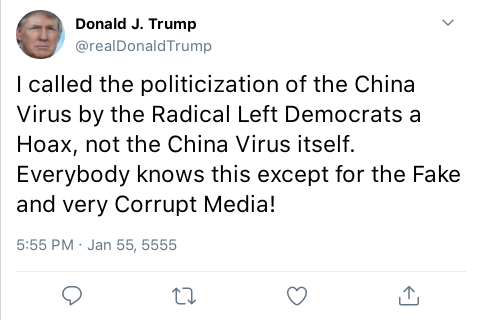 Donald J. Trump
@realDonaldTrump
I called the politicization of the China
Virus by the Radical Left Democrats a
Hoax, not the China Virus itself.
Everybody knows this except for the Fake
and very Corrupt Media!
5:55 PM · Jan 55, 5555